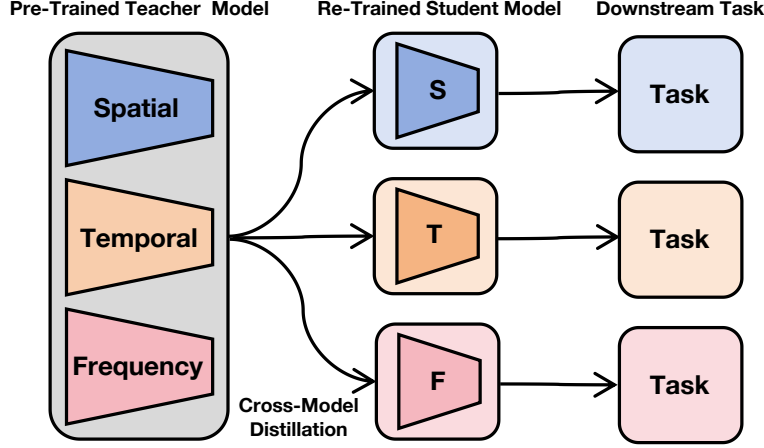 Pre-Trained Teacher Model
Re-Trained Student Model
Downstream Task
Spatial
S
Task
Temporal
T
Task
Frequency
F
Task
Cross-Model
Distillation